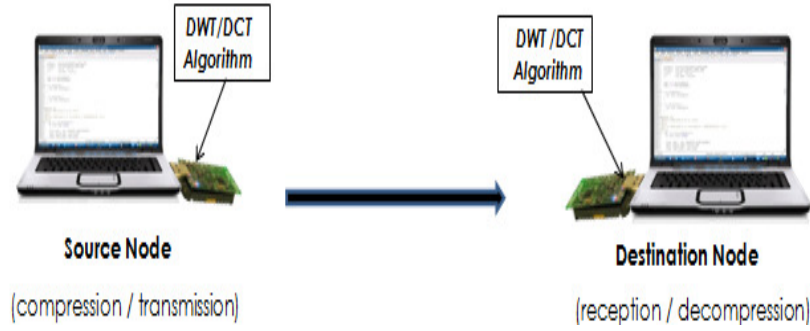 DWT/DCT
Algorithm
DWT/DCT
Algorithm
Source Node
(compression / transmission)
Destination Node
(reception / decompression)